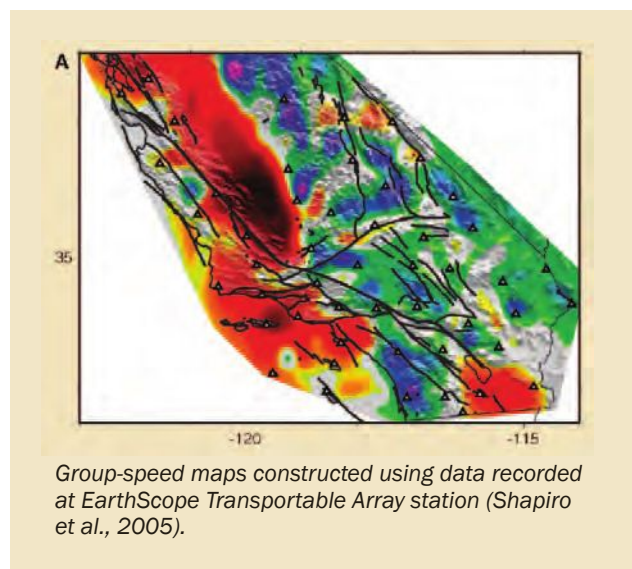 A
35
-120
-115
Group-speed maps constructed using data recorded
at EarthScope Transportable Array station (Shapiro
et al., 2005).